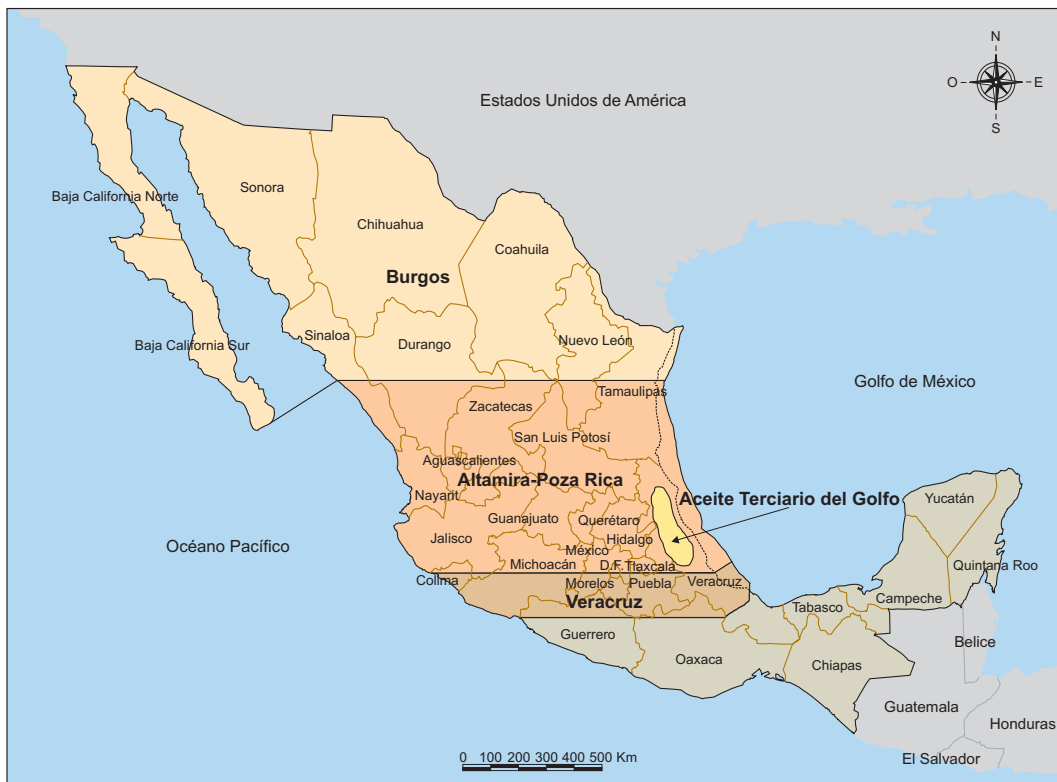 N
O E
S
Estados Unidos de América
Baja California Norte
Sonora
Chihuahua
Coahuila
Burgos
Baja California Sur
Sinaloa
Durango
Nuevo León
Golfo de México
Zacatecas
Tamaulipas
San Luis Potosí
Aguascalientes
Altamira-Poza Rica
Nayarit
Aceite Terciario del Golfo
Yucatán
Guanajuato
Querétaro
Jalisco
Hidalgo
Océano Pacífico
México
Michoacán
D.F.
Tlaxcala
Quintana Roo
Colima
Morelos
Puebla
Veracruz
Campeche
Veracruz
Tabasco
Guerrero
Oaxaca
Chiapas
Belice
Guatemala
Honduras
El Salvador
0 100 200 300 400 500 Km